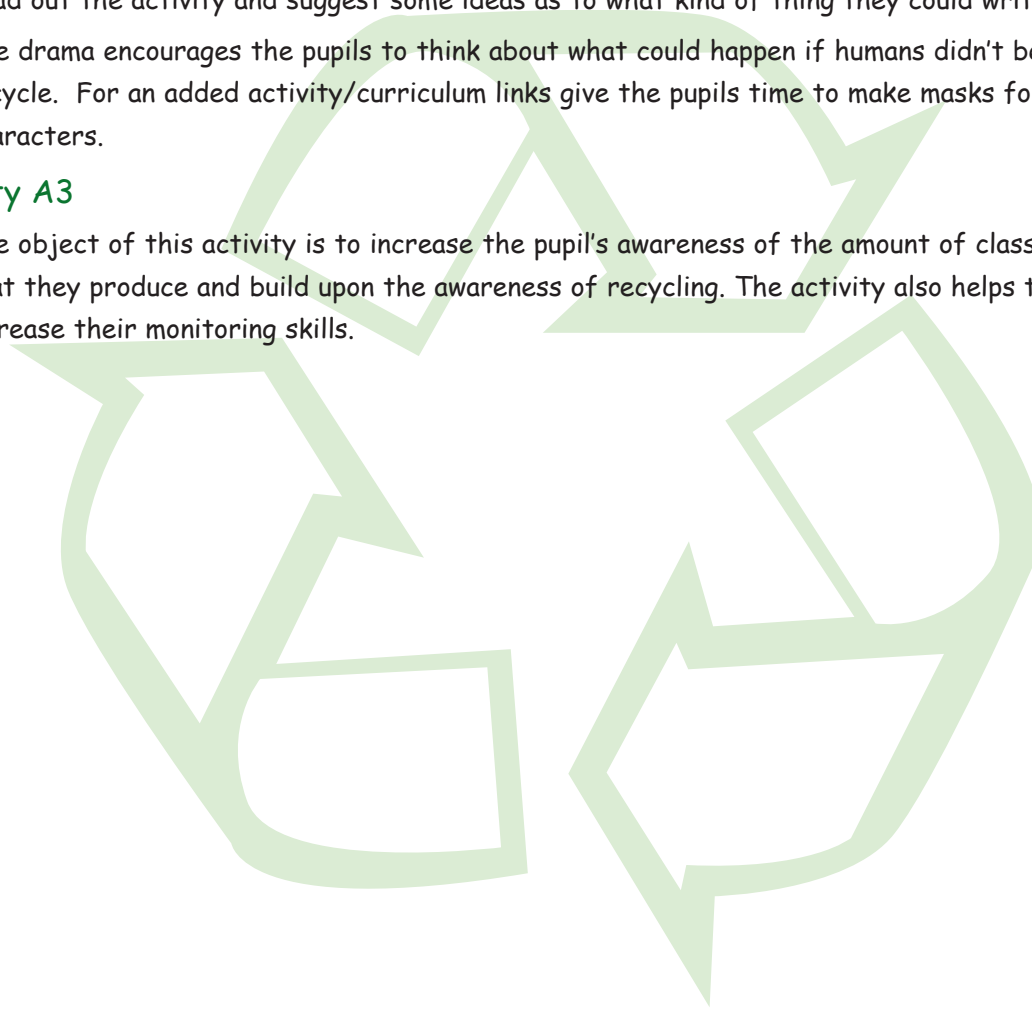 ad out the activity and suggest some ideas as to what kind of thing they could writ
e drama encourages the pupils to think about what could happen if humans didn't b
cycle. For an added activity/curriculum links give the pupils time to make masks fo
aracters.
ty A3
e object of this activity is to increase the pupil's awareness of the amount of class
at they produce and build upon the awareness of recycling. The activity also helps t
rease their monitoring skills.